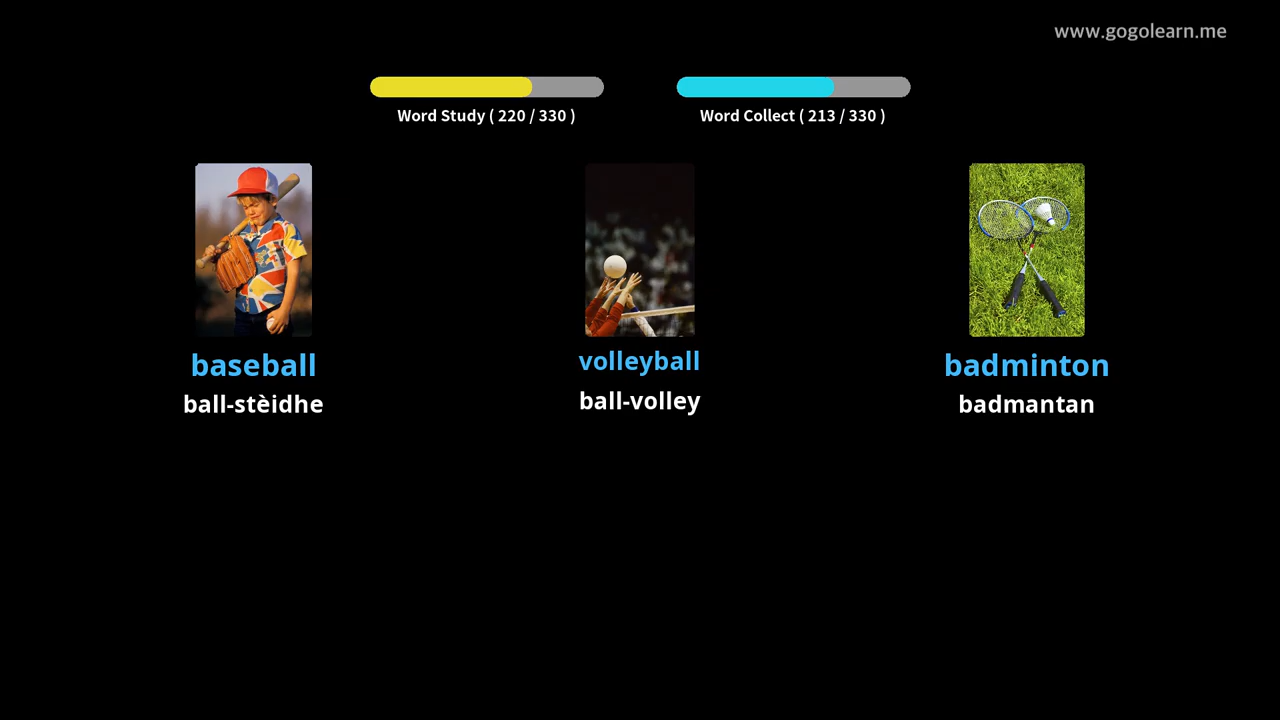 www.gogolearn.me
Word Study ( 220 / 330 )
Word Collect ( 213 / 330 )
baseball
ball-stèidhe
volleyball
ball-volley
badminton
badmantan